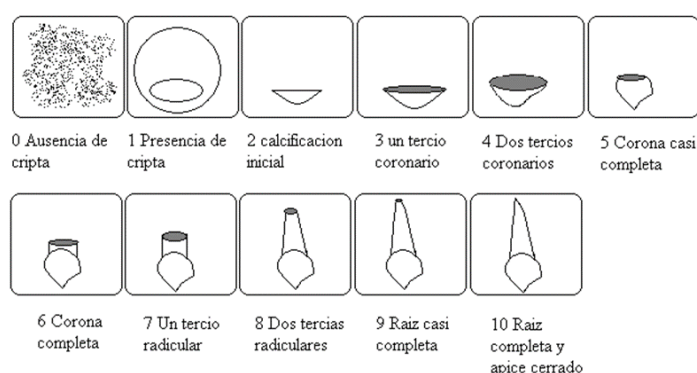 0 Ausencia de
cripta
1 Presencia de
cripta
2 calcificacion
inicial
3 un tercio
coronario
4 Dos tercios
coronarios
5 Corona casi
completa
6 Corona
completa
7 Un tercio
radicular
8 Dos tercias
radiculares
9 Raiz casi
completa
10 Raiz
completa y
apice cerrado